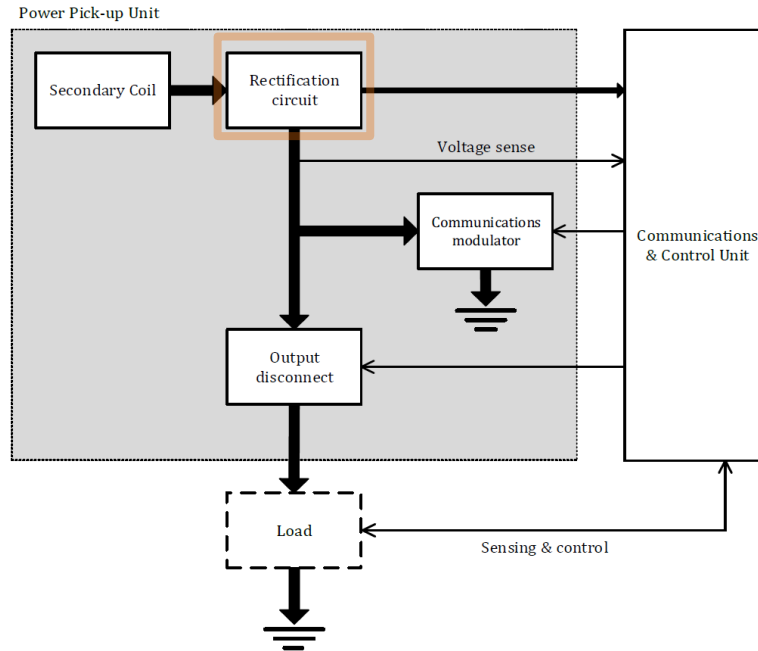 Power Pick-up Unit
Secondary Coil
Rectification
circuit
Voltage sense
Communications
modulator
Communications
& Control Unit
Output
disconnect
Load
Sensing & control